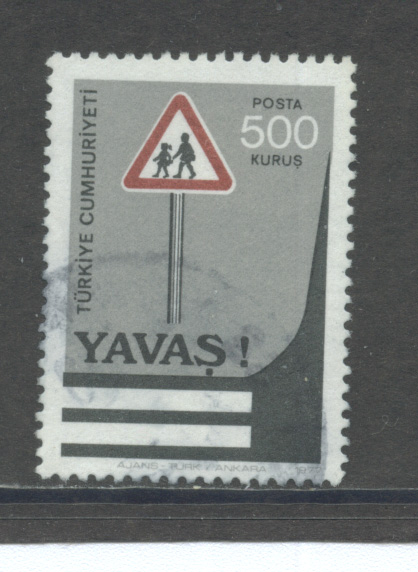 POSTA
500
KURUŞ
TÜRKİYE CUMHURİYETİ
YAVAŞ !
AJANS - TÜRK / ANKARA